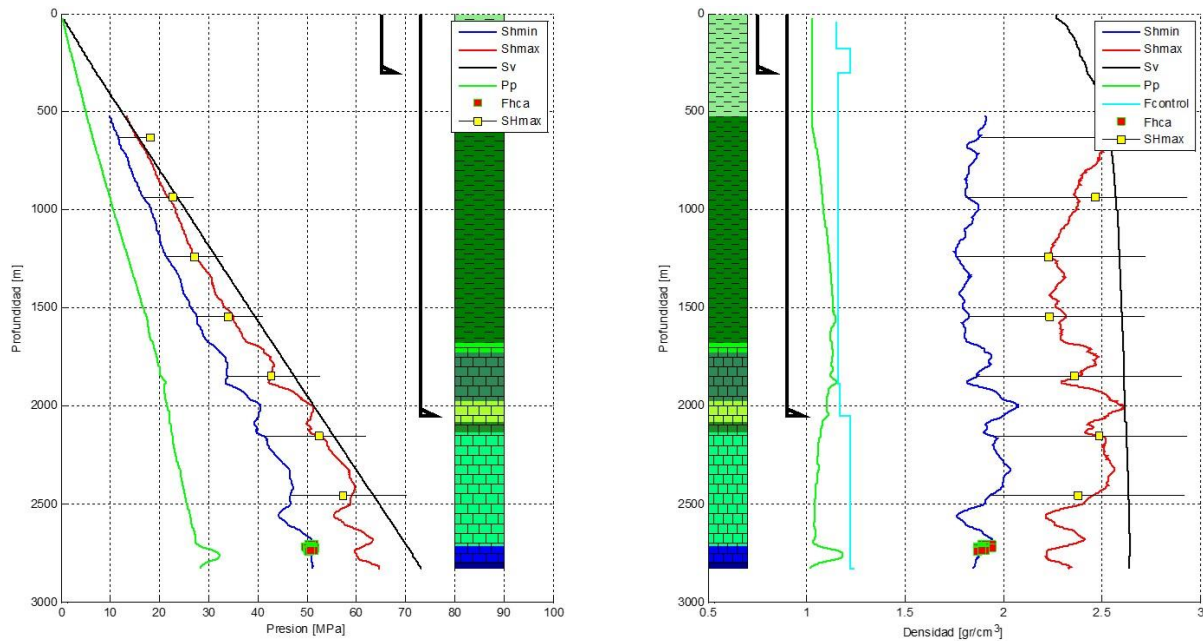 0
500
1000
1500
2000
2500
3000
Profundidad [m]
0 10 20 30 40 50 60 70 80 90 100
Presion [MPa]
Shmin
Shmax
Sv
Pp
Fhca
SHmax
0
500
1000
1500
2000
2500
3000
Profundidad [m]
0.5 1 1.5 2 2.5 3
Densidad [gr/cm³]
Shmin
Shmax
Sv
Pp
Fcontrol
Fhca
SHmax